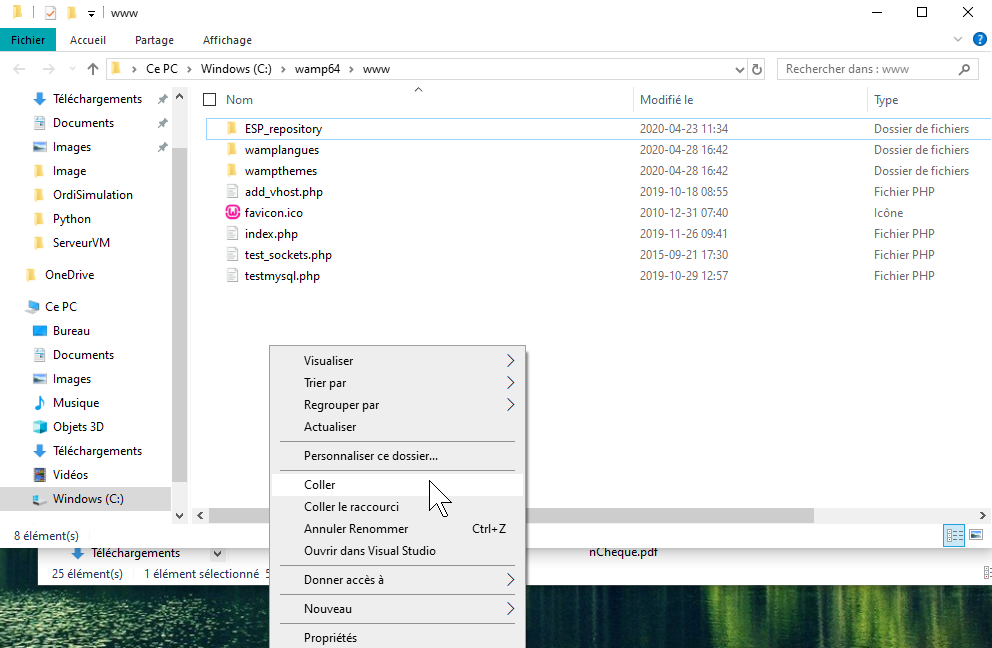 www
Fichier Accueil Partage Affichage
Ce PC Windows (C:) wamp64 www
Rechercher dans : www
Nom Modifié le Type
Téléchargements
Documents
Images
Image
OrdiSimulation
Python
ServeurVM
OneDrive
Ce PC
Bureau
Documents
Images
Musique
Objets 3D
Téléchargements
Vidéos
Windows (C:)
ESP_repository 2020-04-23 11:34 Dossier de fichiers
wamplangues 2020-04-28 16:42 Dossier de fichiers
wampthemes 2020-04-28 16:42 Dossier de fichiers
add_vhost.php 2019-10-18 08:55 Fichier PHP
favicon.ico 2010-12-31 07:40 Icône
index.php 2019-11-26 09:41 Fichier PHP
test_sockets.php 2015-09-21 17:30 Fichier PHP
testmysql.php 2019-10-29 12:57 Fichier PHP
Visualiser
Trier par
Regrouper par
Actualiser
Personnaliser ce dossier...
Coller
Coller le raccourci
Annuler Renommer Ctrl+Z
Ouvrir dans Visual Studio
Donner accès à
Nouveau
Propriétés
8 élément(s)
Téléchargements
nCheque.pdf
25 élément(s) 1 élément sélectionné 5